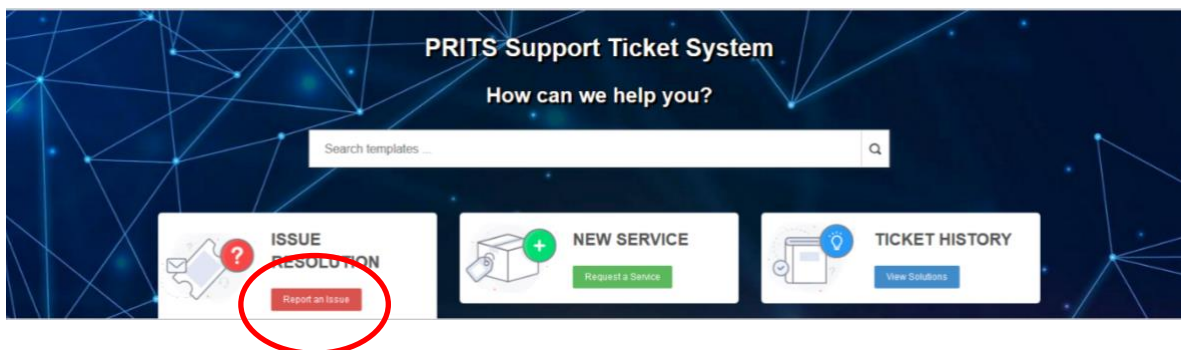 PRITS Support Ticket System
How can we help you?
Search templates ...
ISSUE
RESOLUTION
Report an Issue
NEW SERVICE
Request a Service
TICKET HISTORY
View Solutions